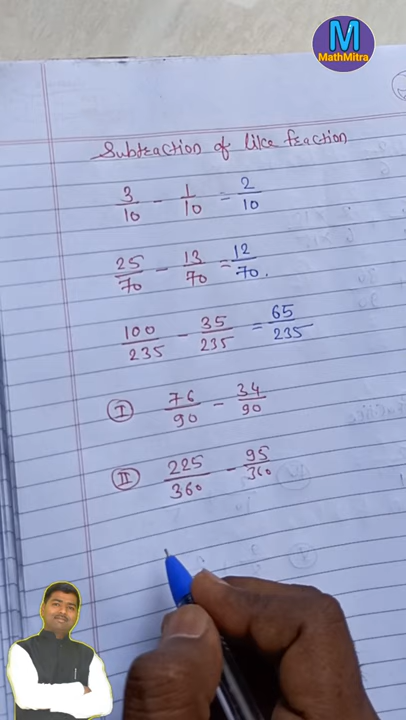 M
MathMitra
Subtraction of like fraction
3/10 - 1/10 = 2/10
25/70 - 13/70 = 12/70.
100/235 - 35/235 = 65/235
I 76/90 - 34/90
II 225/360 - 95/360